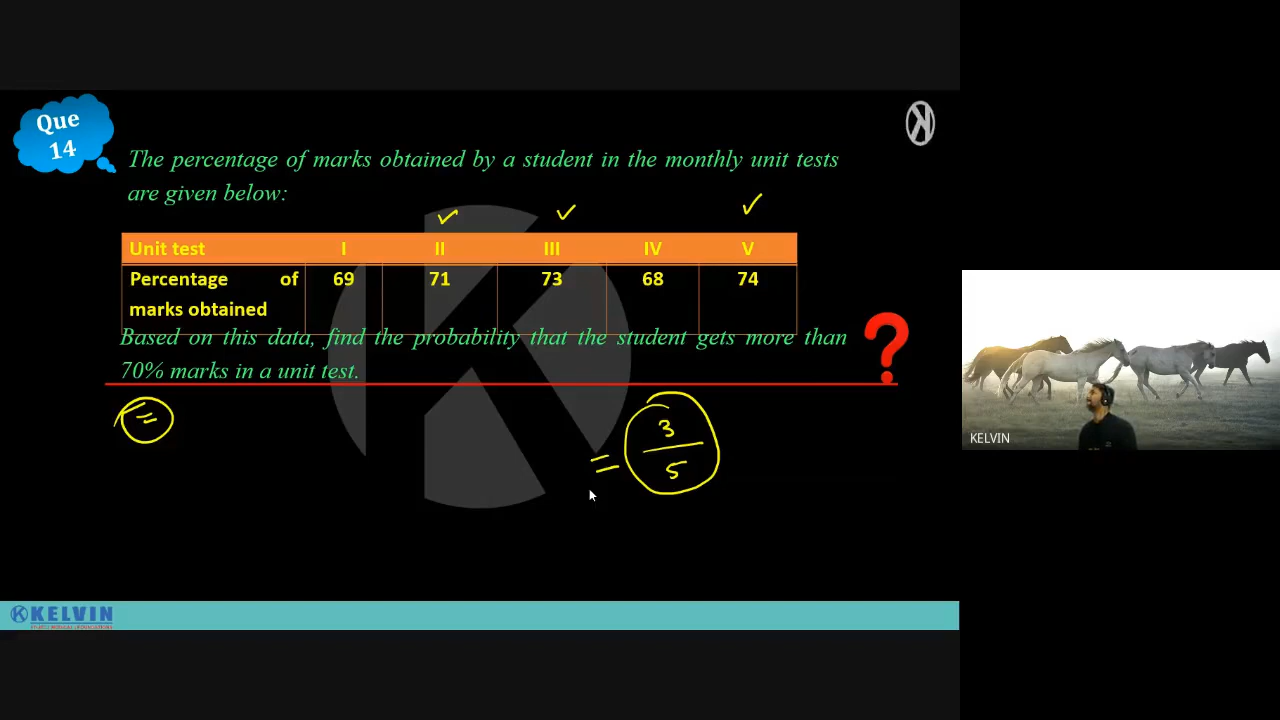 Que
14
The percentage of marks obtained by a student in the monthly unit tests
are given below:
Unit test I II III IV V
Percentage of 69 71 73 68 74
marks obtained
Based on this data, find the probability that the student gets more than
70% marks in a unit test.
?
=
= 3/5
KELVIN
KELVIN